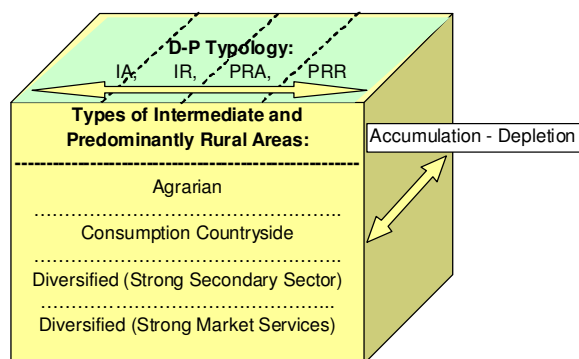 D-P Typology:
IA, IR, PRA, PRR
Types of Intermediate and
Predominantly Rural Areas:
Accumulation - Depletion
Agrarian
Consumption Countryside
Diversified (Strong Secondary Sector)
Diversified (Strong Market Services)